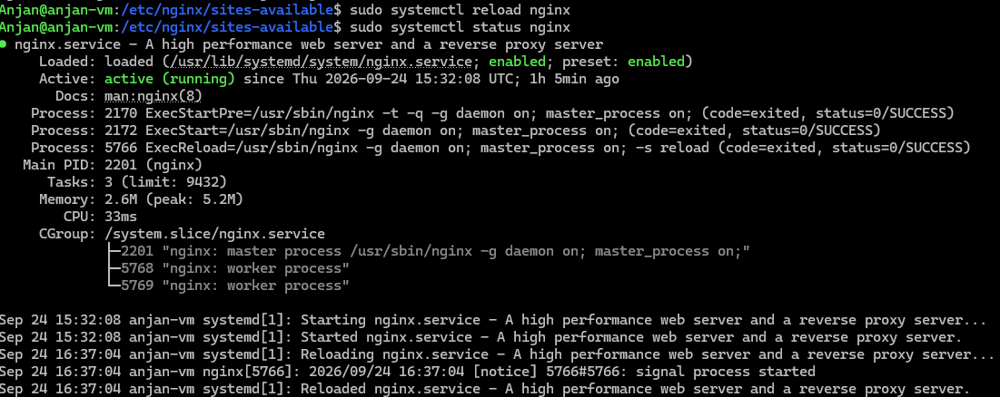 Anjan@anjan-vm:/etc/nginx/sites-available$ sudo systemctl reload nginx
Anjan@anjan-vm:/etc/nginx/sites-available$ sudo systemctl status nginx
● nginx.service - A high performance web server and a reverse proxy server
Loaded: loaded (/usr/lib/systemd/system/nginx.service; enabled; preset: enabled)
Active: active (running) since Thu 2026-09-24 15:32:08 UTC; 1h 5min ago
Docs: man:nginx(8)
Process: 2170 ExecStartPre=/usr/sbin/nginx -t -q -g daemon on; master_process on; (code=exited, status=0/SUCCESS)
Process: 2172 ExecStart=/usr/sbin/nginx -g daemon on; master_process on; (code=exited, status=0/SUCCESS)
Process: 5766 ExecReload=/usr/sbin/nginx -g daemon on; master_process on; -s reload (code=exited, status=0/SUCCESS)
Main PID: 2201 (nginx)
Tasks: 3 (limit: 9432)
Memory: 2.6M (peak: 5.2M)
CPU: 33ms
CGroup: /system.slice/nginx.service
├─2201 "nginx: master process /usr/sbin/nginx -g daemon on; master_process on;"
├─5768 "nginx: worker process"
└─5769 "nginx: worker process"
Sep 24 15:32:08 anjan-vm systemd[1]: Starting nginx.service - A high performance web server and a reverse proxy server...
Sep 24 15:32:08 anjan-vm systemd[1]: Started nginx.service - A high performance web server and a reverse proxy server.
Sep 24 16:37:04 anjan-vm systemd[1]: Reloading nginx.service - A high performance web server and a reverse proxy server...
Sep 24 16:37:04 anjan-vm nginx[5766]: 2026/09/24 16:37:04 [notice] 5766#5766: signal process started
Sep 24 16:37:04 anjan-vm systemd[1]: Reloaded nginx.service - A high performance web server and a reverse proxy server.